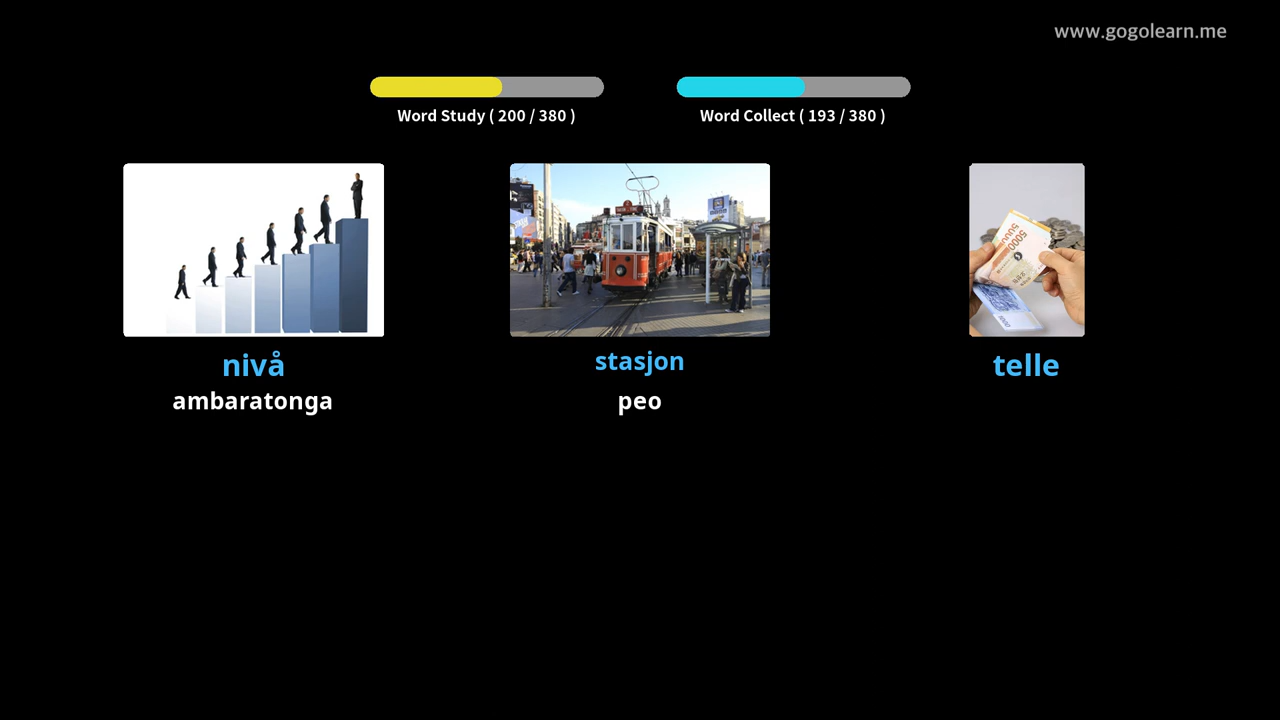 www.gogolearn.me
Word Study ( 200 / 380 )
Word Collect ( 193 / 380 )
nivå
stasjon
telle
ambaratonga
peo